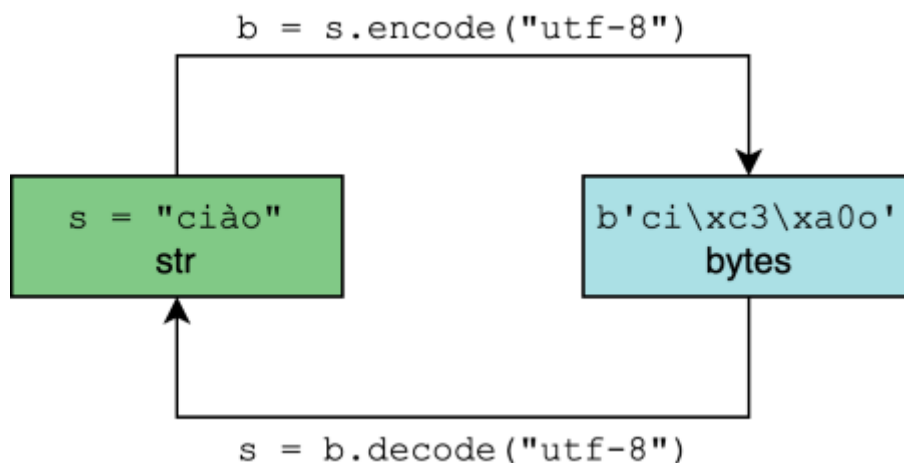 b = s.encode("utf-8")
s = "ciào"
str
b'ci\xc3\xa0o'
bytes
s = b.decode("utf-8")